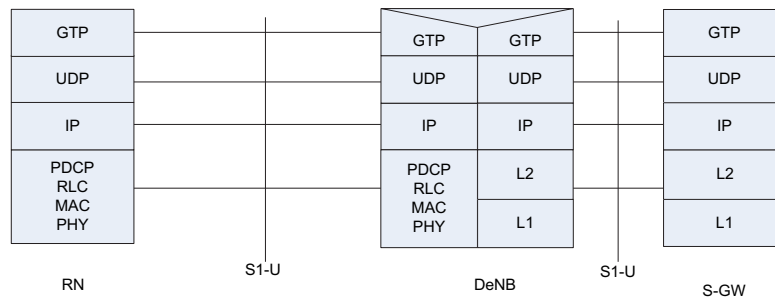 GTP
GTP
GTP
GTP
UDP
UDP
UDP
UDP
IP
IP
IP
IP
PDCP
RLC
MAC
PHY
PDCP
RLC
MAC
PHY
L2
L1
L2
L1
S1-U
S1-U
RN
DeNB
S-GW